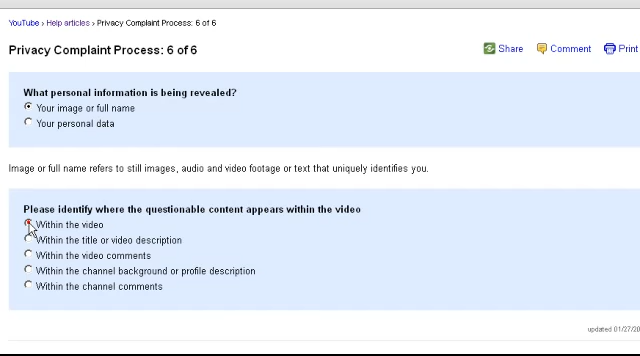 YouTube › Help articles › Privacy Complaint Process: 6 of 6
Privacy Complaint Process: 6 of 6
Share Comment Print
What personal information is being revealed?
Your image or full name
Your personal data
Image or full name refers to still images, audio and video footage or text that uniquely identifies you.
Please identify where the questionable content appears within the video
Within the video
Within the title or video description
Within the video comments
Within the channel background or profile description
Within the channel comments
updated 01/27/20